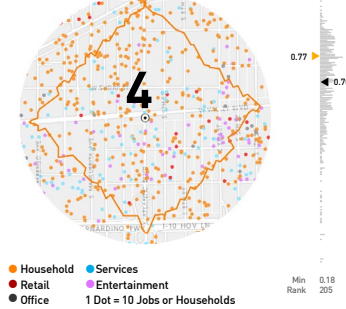 4
0.77
0.7
I-10 HOV LN
Household
Services
Retail
Entertainment
Office
1 Dot = 10 Jobs or Households
Min 0.18
Rank 205